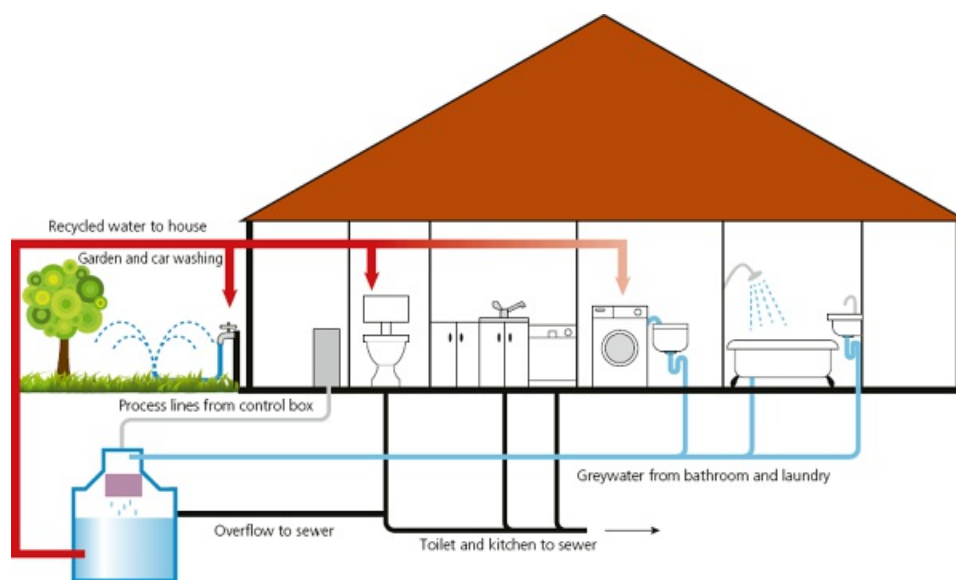 Recycled water to house
Garden and car washing
Process lines from control box
Greywater from bathroom and laundry
Overflow to sewer
Toilet and kitchen to sewer